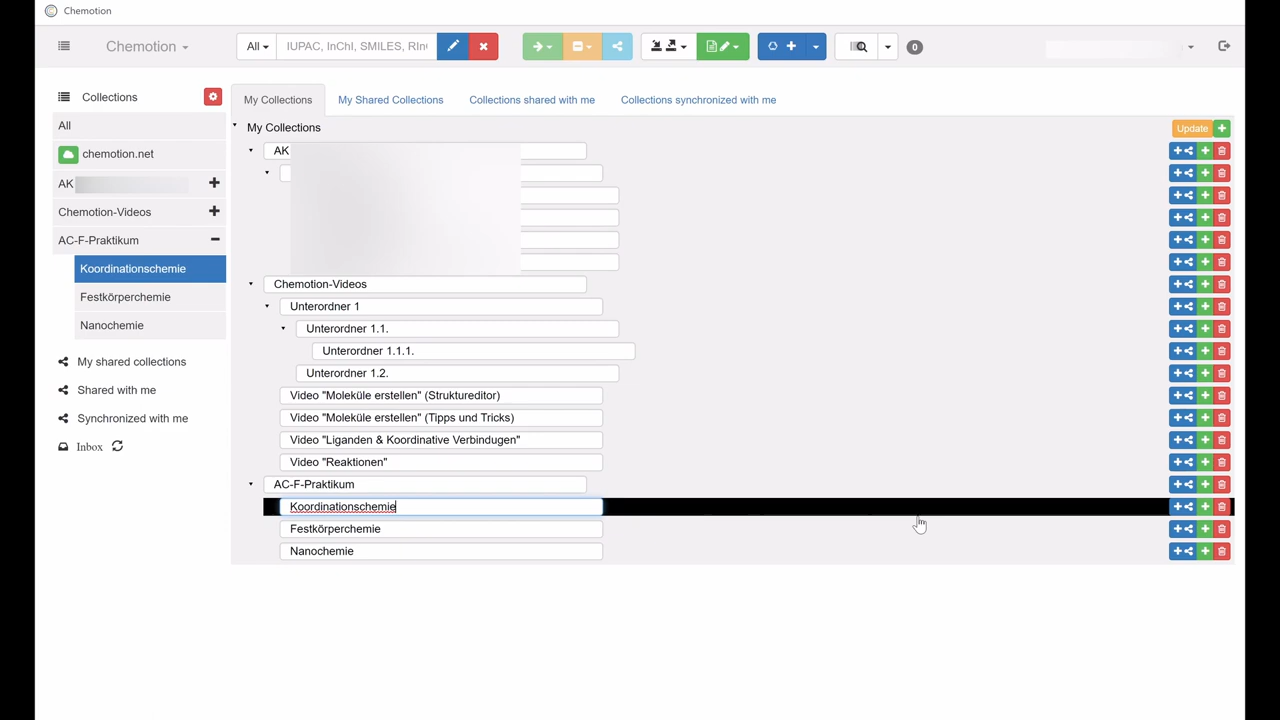 Chemotion
Chemotion
All
IUPAC, InChI, SMILES, RIn
0
Collections
All
chemotion.net
AK
Chemotion-Videos
AC-F-Praktikum
Koordinationschemie
Festkörperchemie
Nanochemie
My shared collections
Shared with me
Synchronized with me
Inbox
My Collections
My Shared Collections
Collections shared with me
Collections synchronized with me
My Collections
Update
AK
Chemotion-Videos
Unterordner 1
Unterordner 1.1.
Unterordner 1.1.1.
Unterordner 1.2.
Video "Moleküle erstellen" (Struktureditor)
Video "Moleküle erstellen" (Tipps und Tricks)
Video "Liganden & Koordinative Verbindugen"
Video "Reaktionen"
AC-F-Praktikum
Koordinationschemie
Festkörperchemie
Nanochemie